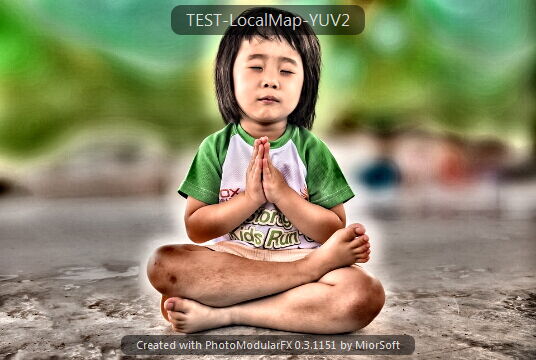 TEST-LocalMap-YUV2
Kids Run
Created with PhotoModularFX 0.3.1151 by MiorSoft